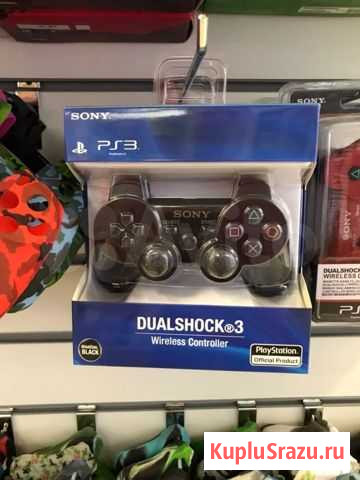 SONY
PS3
SONY
DUALSHOCK®3
Wireless Controller
BLACK
PlayStation
Official Product
SONY
DUALSHOCK
WIRELESS C
PS
KupluSrazu.ru